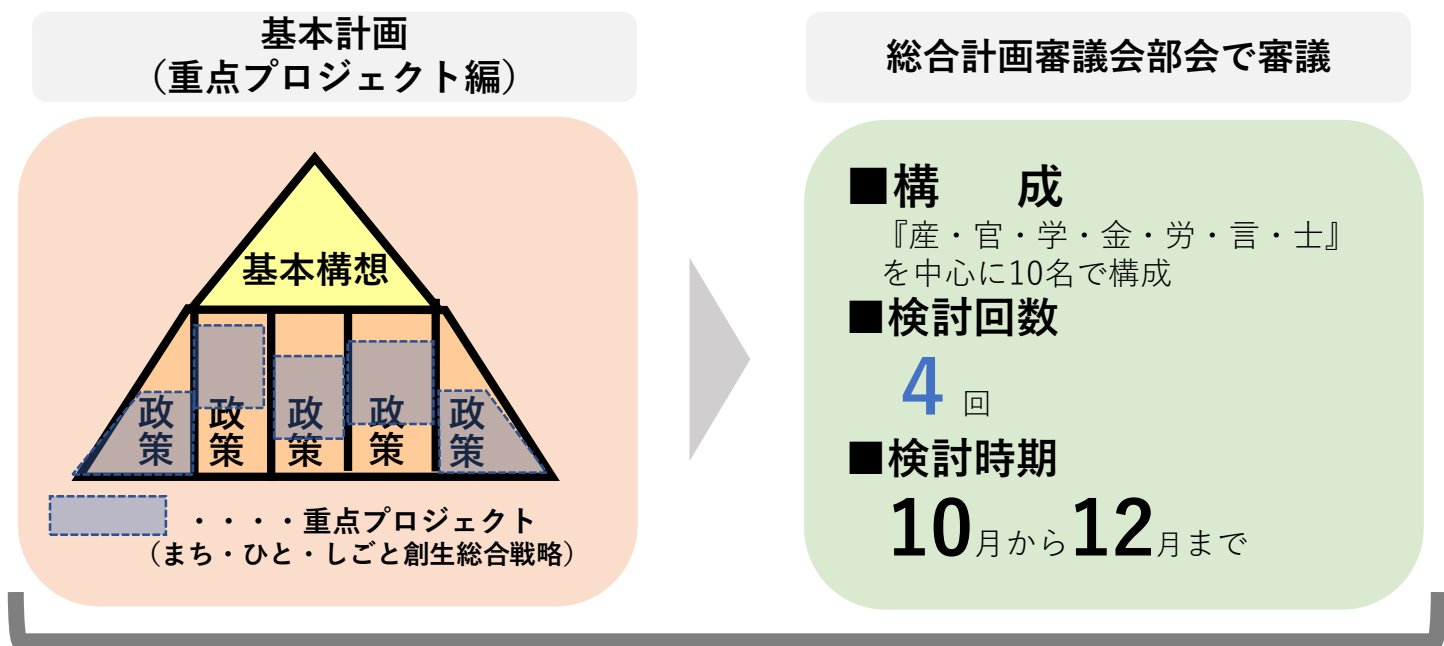 基本計画
（重点プロジェクト編）
基本構想
政策
政策
政策
政策
政策
・・・・重点プロジェクト
（まち・ひと・しごと創生総合戦略）
総合計画審議会部会で審議
■構　　成
『産・官・学・金・労・言・士』
を中心に10名で構成
■検討回数
4 回
■検討時期
10月から12月まで